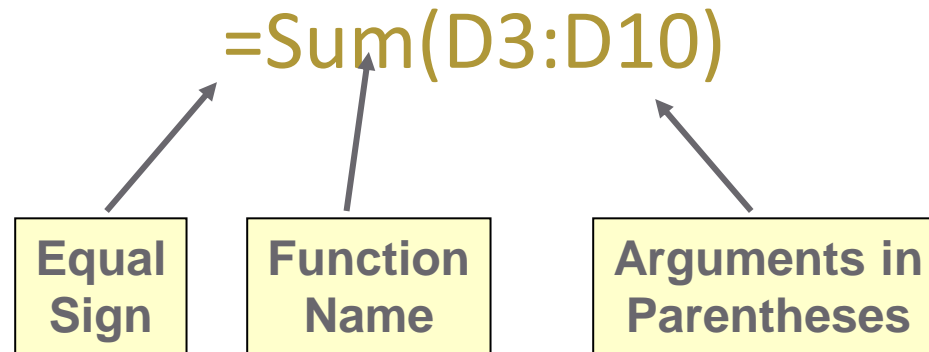 =Sum(D3:D10)
Equal
Sign
Function
Name
Arguments in
Parentheses